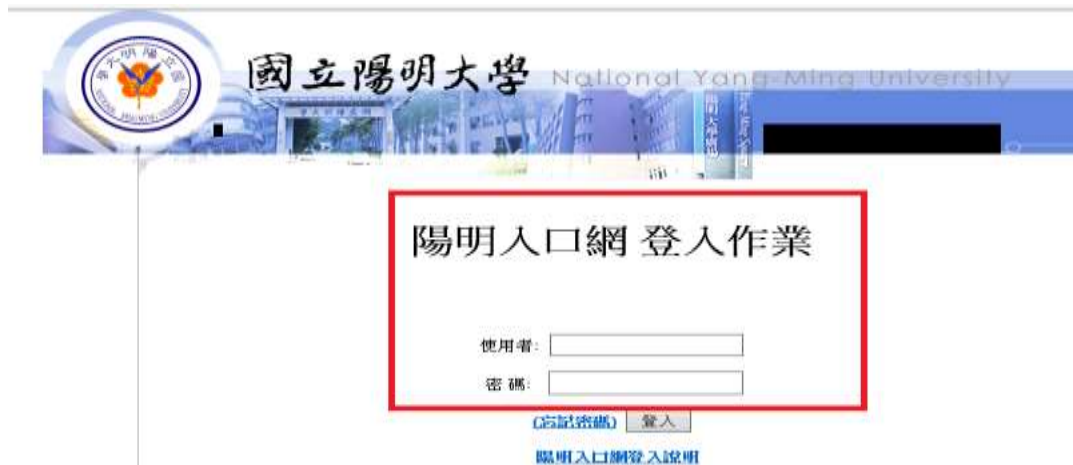 國立陽明大學 National Yang-Ming University
陽明入口網 登入作業
使用者:
密 碼:
(忘記密碼) 登入
陽明入口網登入說明